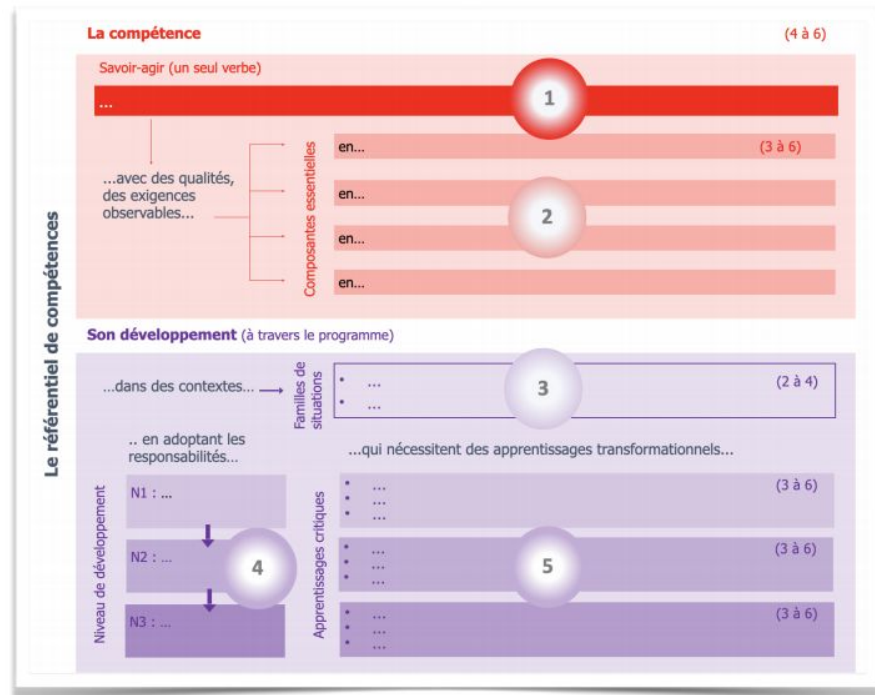 La compétence
(4 à 6)
Savoir-agir (un seul verbe)
...
1
...avec des qualités,
des exigences
observables...
Composantes essentielles
en...
(3 à 6)
en...
2
en...
en...
Le référentiel de compétences
Son développement (à travers le programme)
...dans des contextes...
Familles de
situations
• ...
• ...
3
(2 à 4)
.. en adoptant les
responsabilités...
...qui nécessitent des apprentissages transformationnels...
Niveau de développement
N1 : ...
N2 : ...
N3 : ...
4
Apprentissages critiques
• ...
• ...
• ...
(3 à 6)
• ...
• ...
• ...
5
(3 à 6)
• ...
• ...
• ...
(3 à 6)